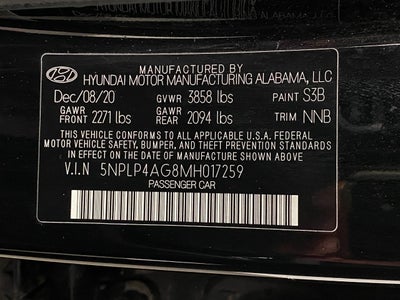 MANUFACTURED BY
HYUNDAI MOTOR MANUFACTURING ALABAMA, LLC
Dec/08/20 GVWR 3858 lbs PAINT S3B
GAWR FRONT 2271 lbs GAWR REAR 2094 lbs TRIM NNB
THIS VEHICLE CONFORMS TO ALL APPLICABLE U.S.A. FEDERAL
MOTOR VEHICLE SAFETY, BUMPER, AND THEFT PREVENTION
STANDARDS IN EFFECT ON THE DATE OF MANUFACTURE SHOWN ABOVE.
V.I.N 5NPLP4AG8MH017259
PASSENGER CAR